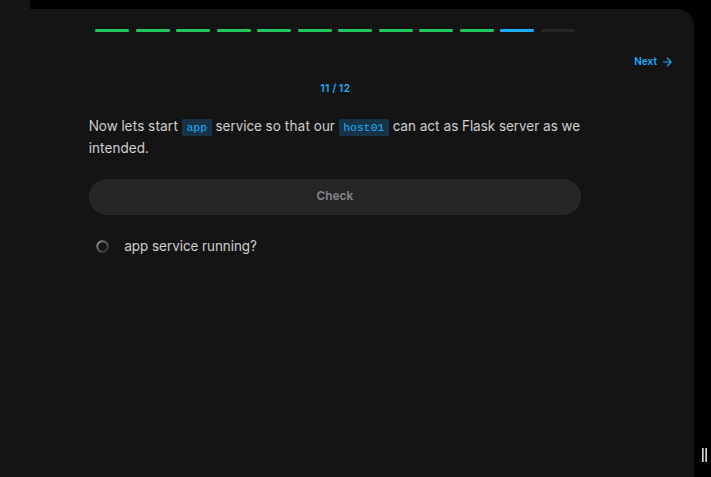 Next →
11 / 12
Now lets start app service so that our host01 can act as Flask server as we
intended.
Check
app service running?